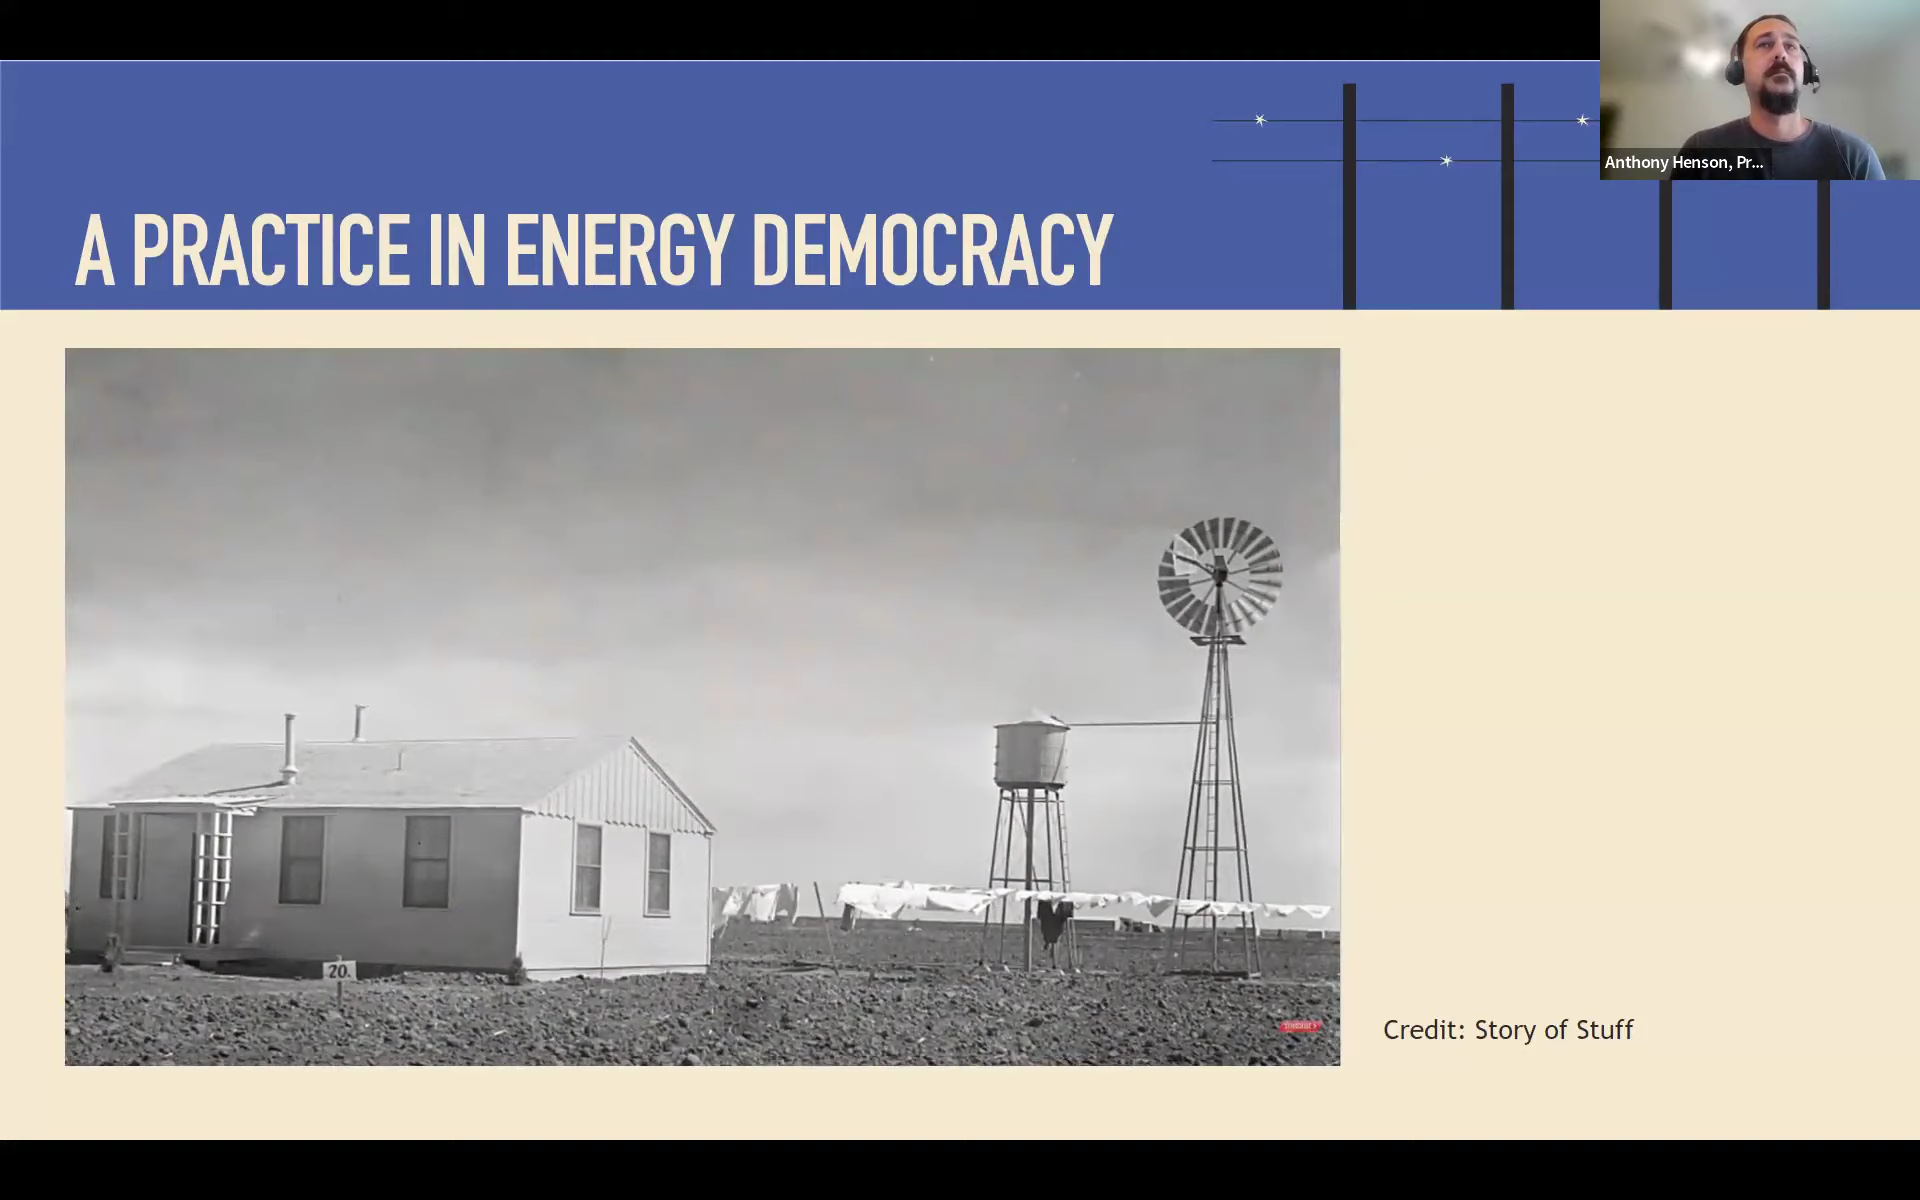 Anthony Henson, Pr...
A PRACTICE IN ENERGY DEMOCRACY
20.
Credit: Story of Stuff